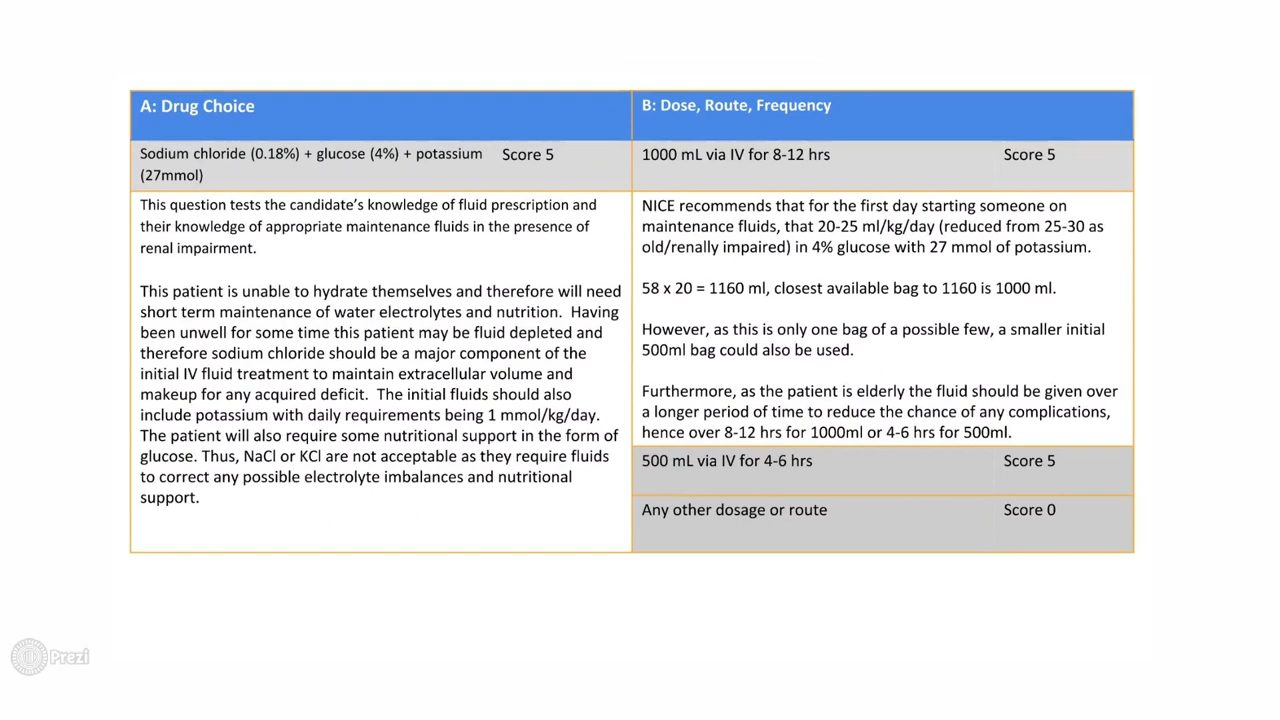 A: Drug Choice
Sodium chloride (0.18%) + glucose (4%) + potassium Score 5
(27mmol)
This question tests the candidate's knowledge of fluid prescription and
their knowledge of appropriate maintenance fluids in the presence of
renal impairment.
This patient is unable to hydrate themselves and therefore will need
short term maintenance of water electrolytes and nutrition. Having
been unwell for some time this patient may be fluid depleted and
therefore sodium chloride should be a major component of the
initial IV fluid treatment to maintain extracellular volume and
makeup for any acquired deficit. The initial fluids should also
include potassium with daily requirements being 1 mmol/kg/day.
The patient will also require some nutritional support in the form of
glucose. Thus, NaCl or KCl are not acceptable as they require fluids
to correct any possible electrolyte imbalances and nutritional
support.
B: Dose, Route, Frequency
1000 mL via IV for 8-12 hrs Score 5
NICE recommends that for the first day starting someone on
maintenance fluids, that 20-25 ml/kg/day (reduced from 25-30 as
old/renally impaired) in 4% glucose with 27 mmol of potassium.
58 x 20 = 1160 ml, closest available bag to 1160 is 1000 ml.
However, as this is only one bag of a possible few, a smaller initial
500ml bag could also be used.
Furthermore, as the patient is elderly the fluid should be given over
a longer period of time to reduce the chance of any complications,
hence over 8-12 hrs for 1000ml or 4-6 hrs for 500ml.
500 mL via IV for 4-6 hrs Score 5
Any other dosage or route Score 0
Prezi